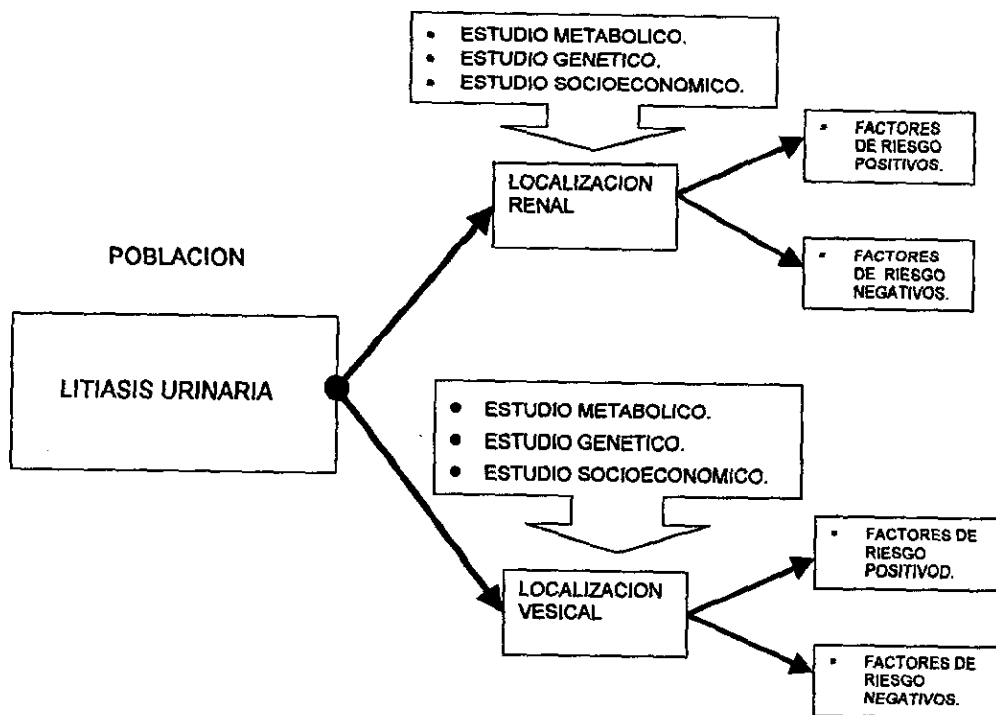 • ESTUDIO METABOLICO.
• ESTUDIO GENETICO.
• ESTUDIO SOCIOECONOMICO.
LOCALIZACION
RENAL
• FACTORES
DE RIESGO
POSITIVOS.
• FACTORES
DE RIESGO
NEGATIVOS.
POBLACION
LITIASIS URINARIA
• ESTUDIO METABOLICO.
• ESTUDIO GENETICO.
• ESTUDIO SOCIOECONOMICO.
LOCALIZACION
VESICAL
• FACTORES DE
RIESGO
POSITIVOD.
• FACTORES DE
RIESGO
NEGATIVOS.